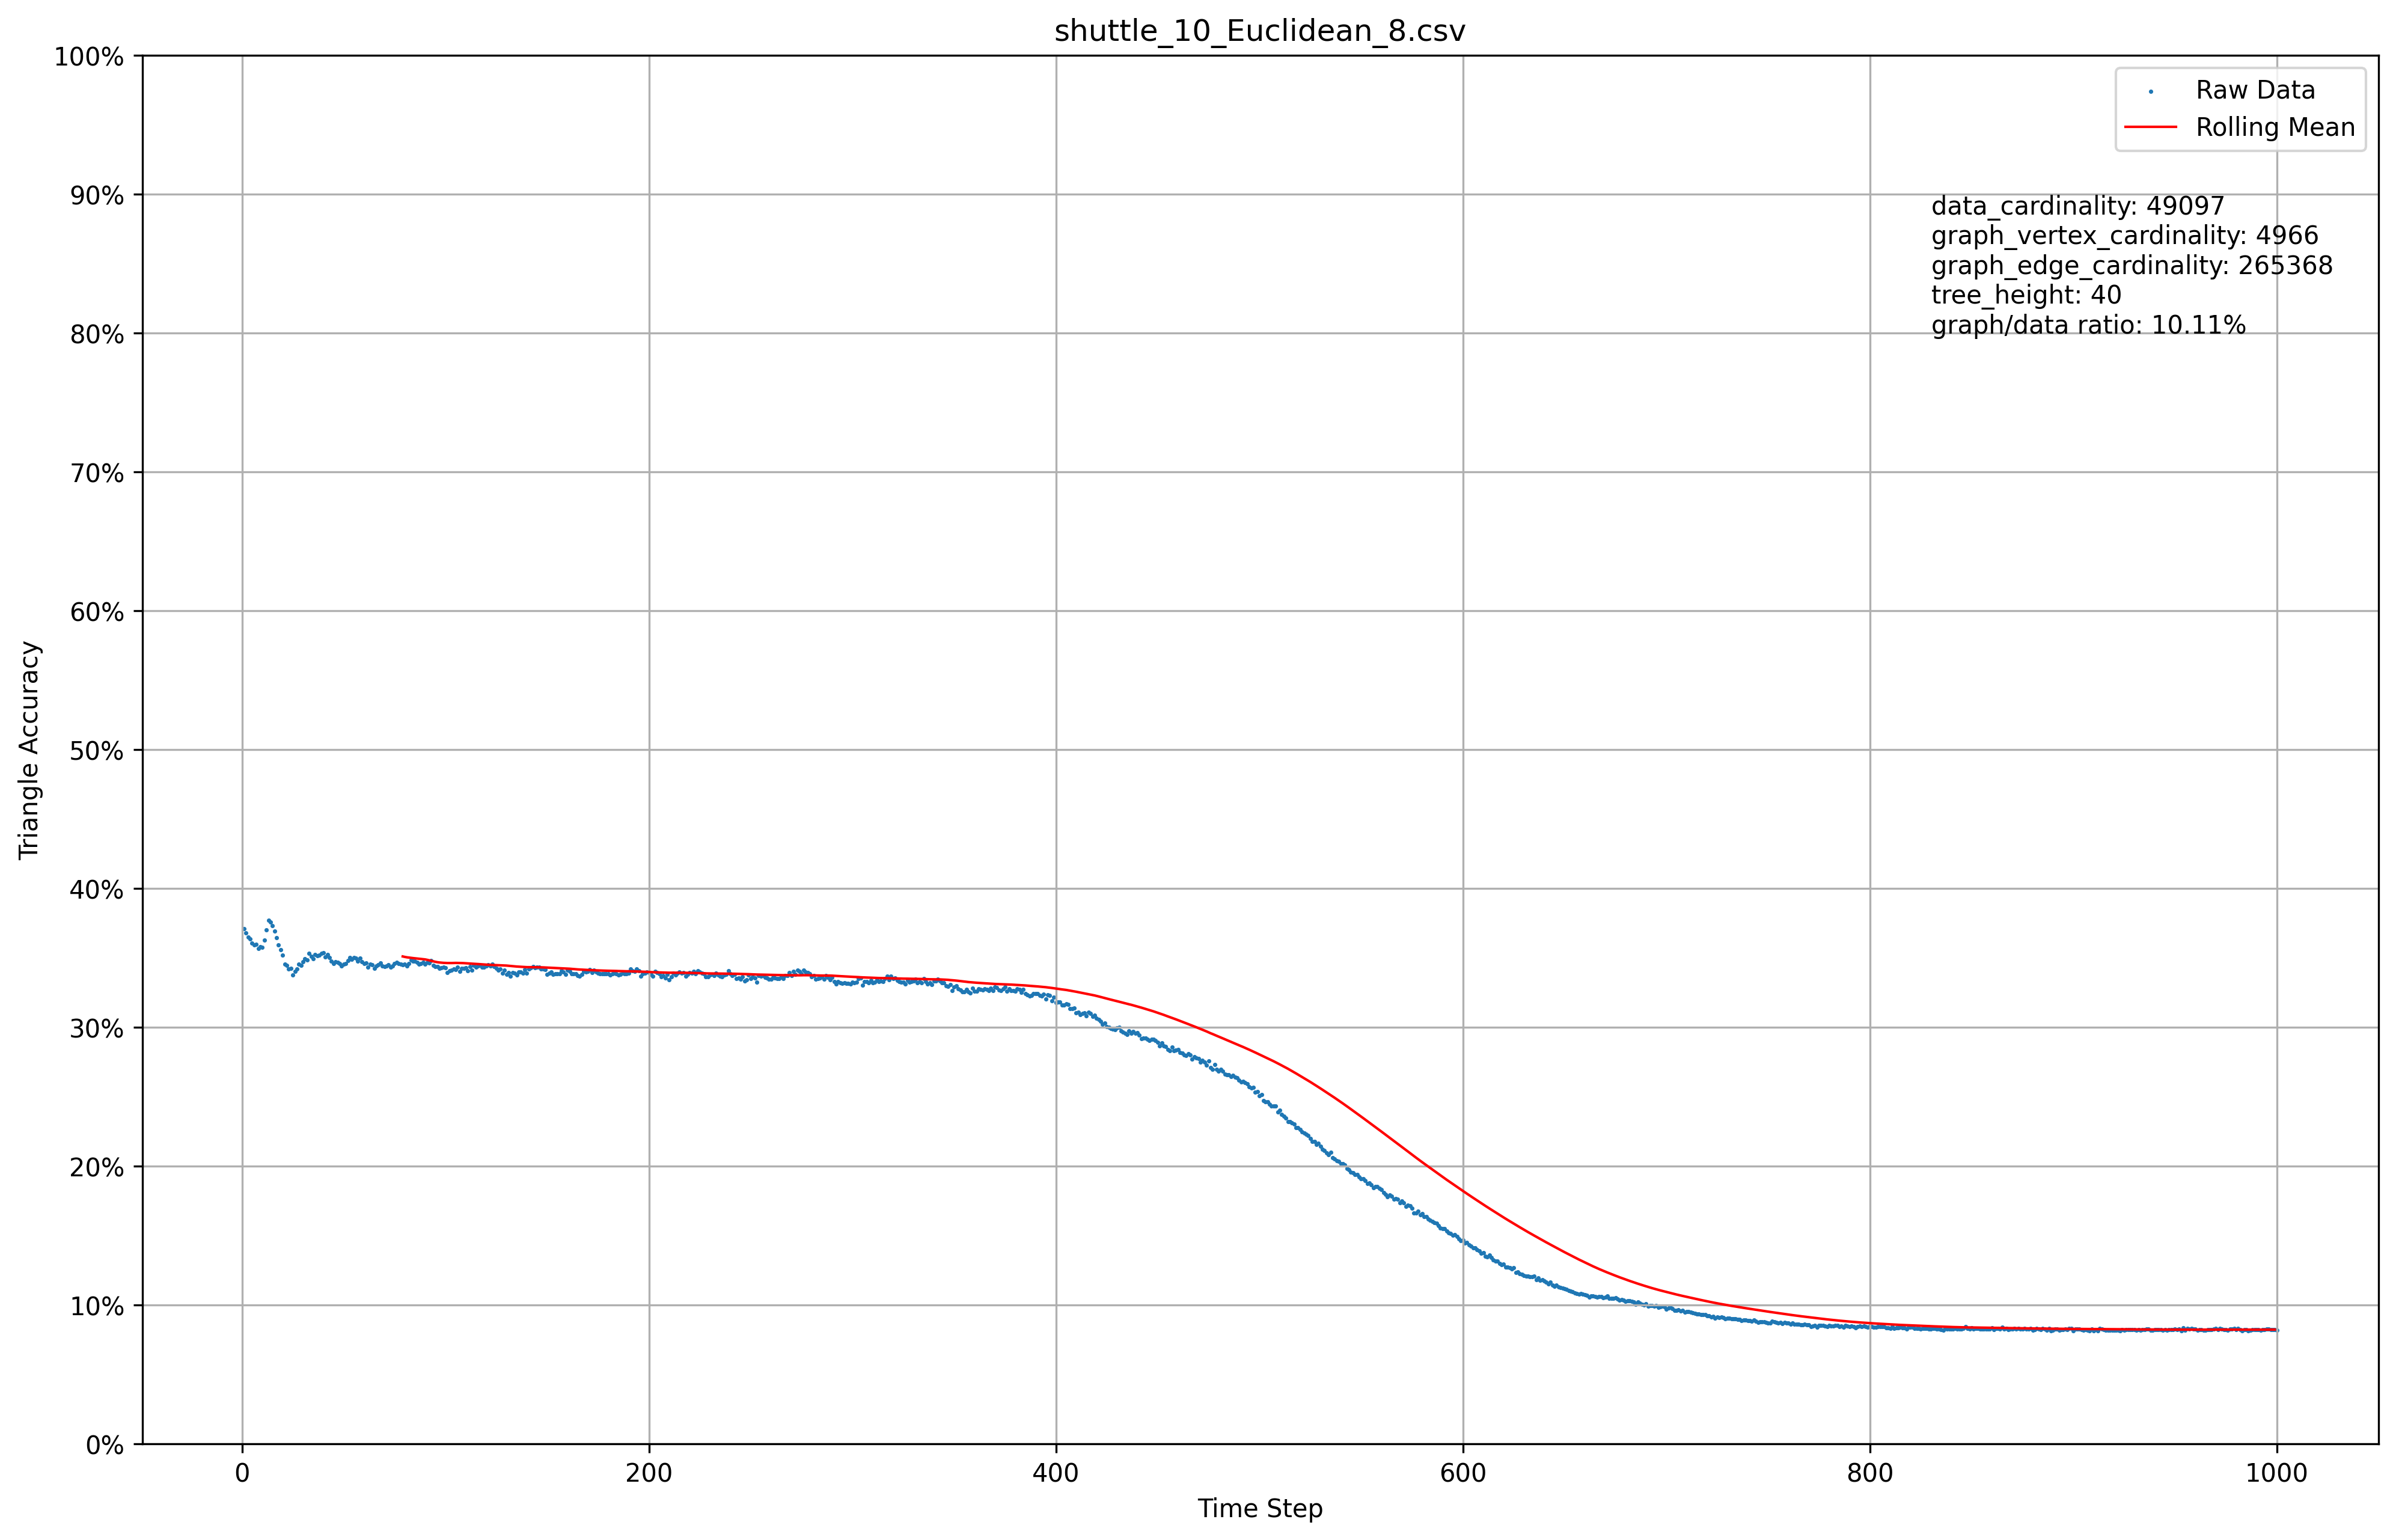 shuttle_10_Euclidean_8.csv
100%
90%
80%
70%
60%
50%
40%
30%
20%
10%
0%
Triangle Accuracy
Raw Data
Rolling Mean
data_cardinality: 49097
graph_vertex_cardinality: 4966
graph_edge_cardinality: 265368
tree_height: 40
graph/data ratio: 10.11%
0 200 400 600 800 1000
Time Step